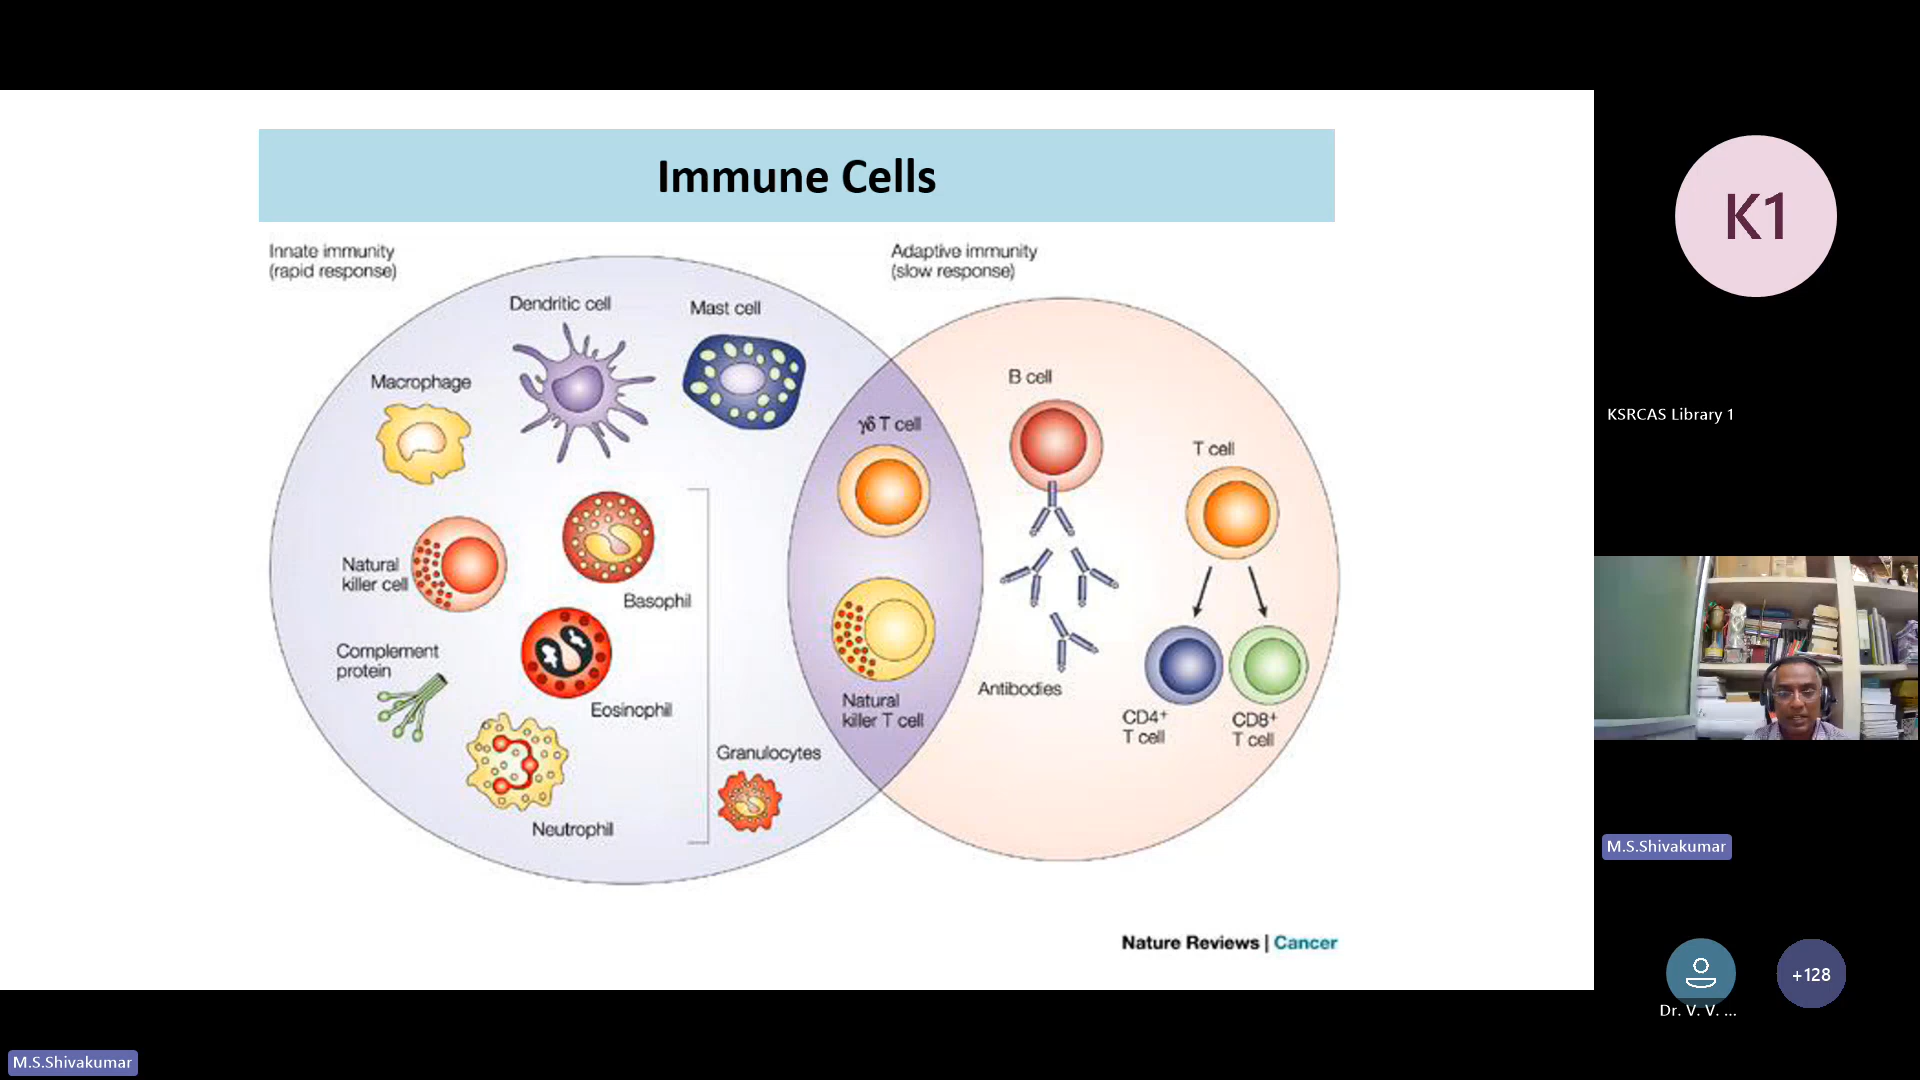 Immune Cells
Innate immunity
(rapid response)
Adaptive immunity
(slow response)
Dendritic cell
Mast cell
Macrophage
B cell
γδ T cell
T cell
Natural
killer cell
Basophil
Complement
protein
Eosinophil
Antibodies
Natural
killer T cell
CD4+
T cell
CD8+
T cell
Granulocytes
Neutrophil
Nature Reviews | Cancer
K1
KSRCAS Library 1
M.S.Shivakumar
+128
Dr. V. V. ...
M.S.Shivakumar